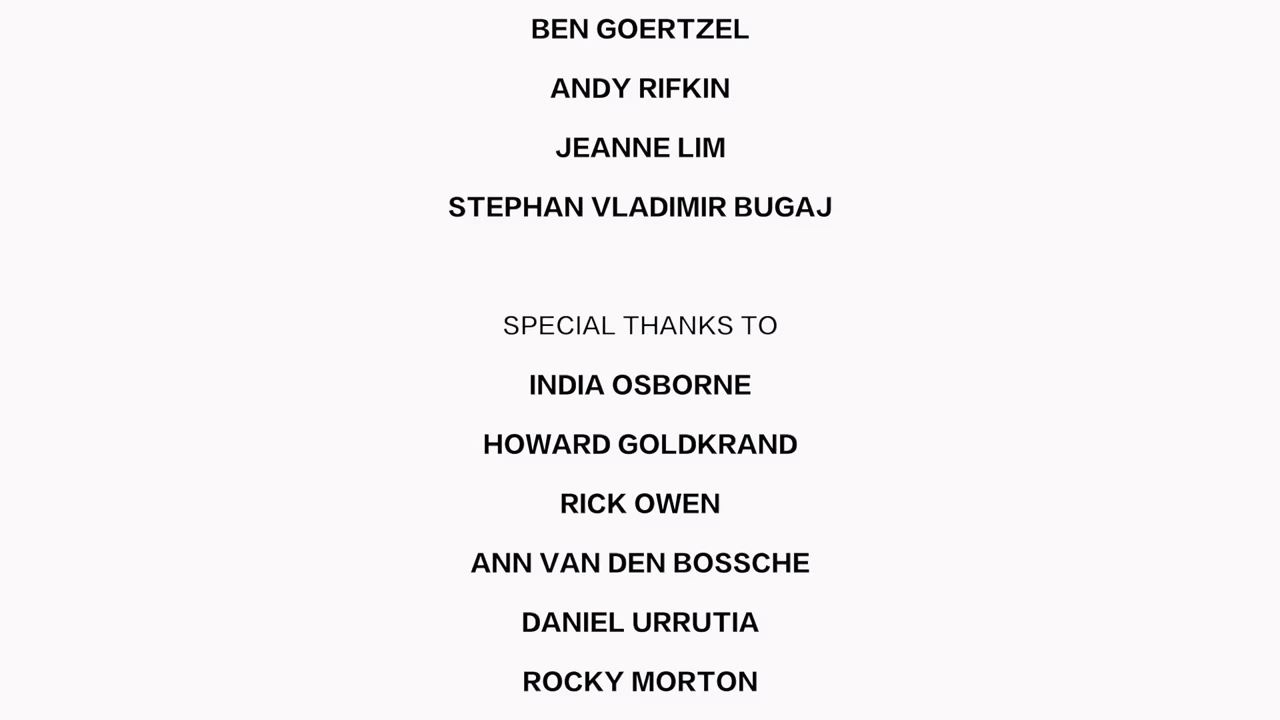 BEN GOERTZEL
ANDY RIFKIN
JEANNE LIM
STEPHAN VLADIMIR BUGAJ
SPECIAL THANKS TO
INDIA OSBORNE
HOWARD GOLDKRAND
RICK OWEN
ANN VAN DEN BOSSCHE
DANIEL URRUTIA
ROCKY MORTON